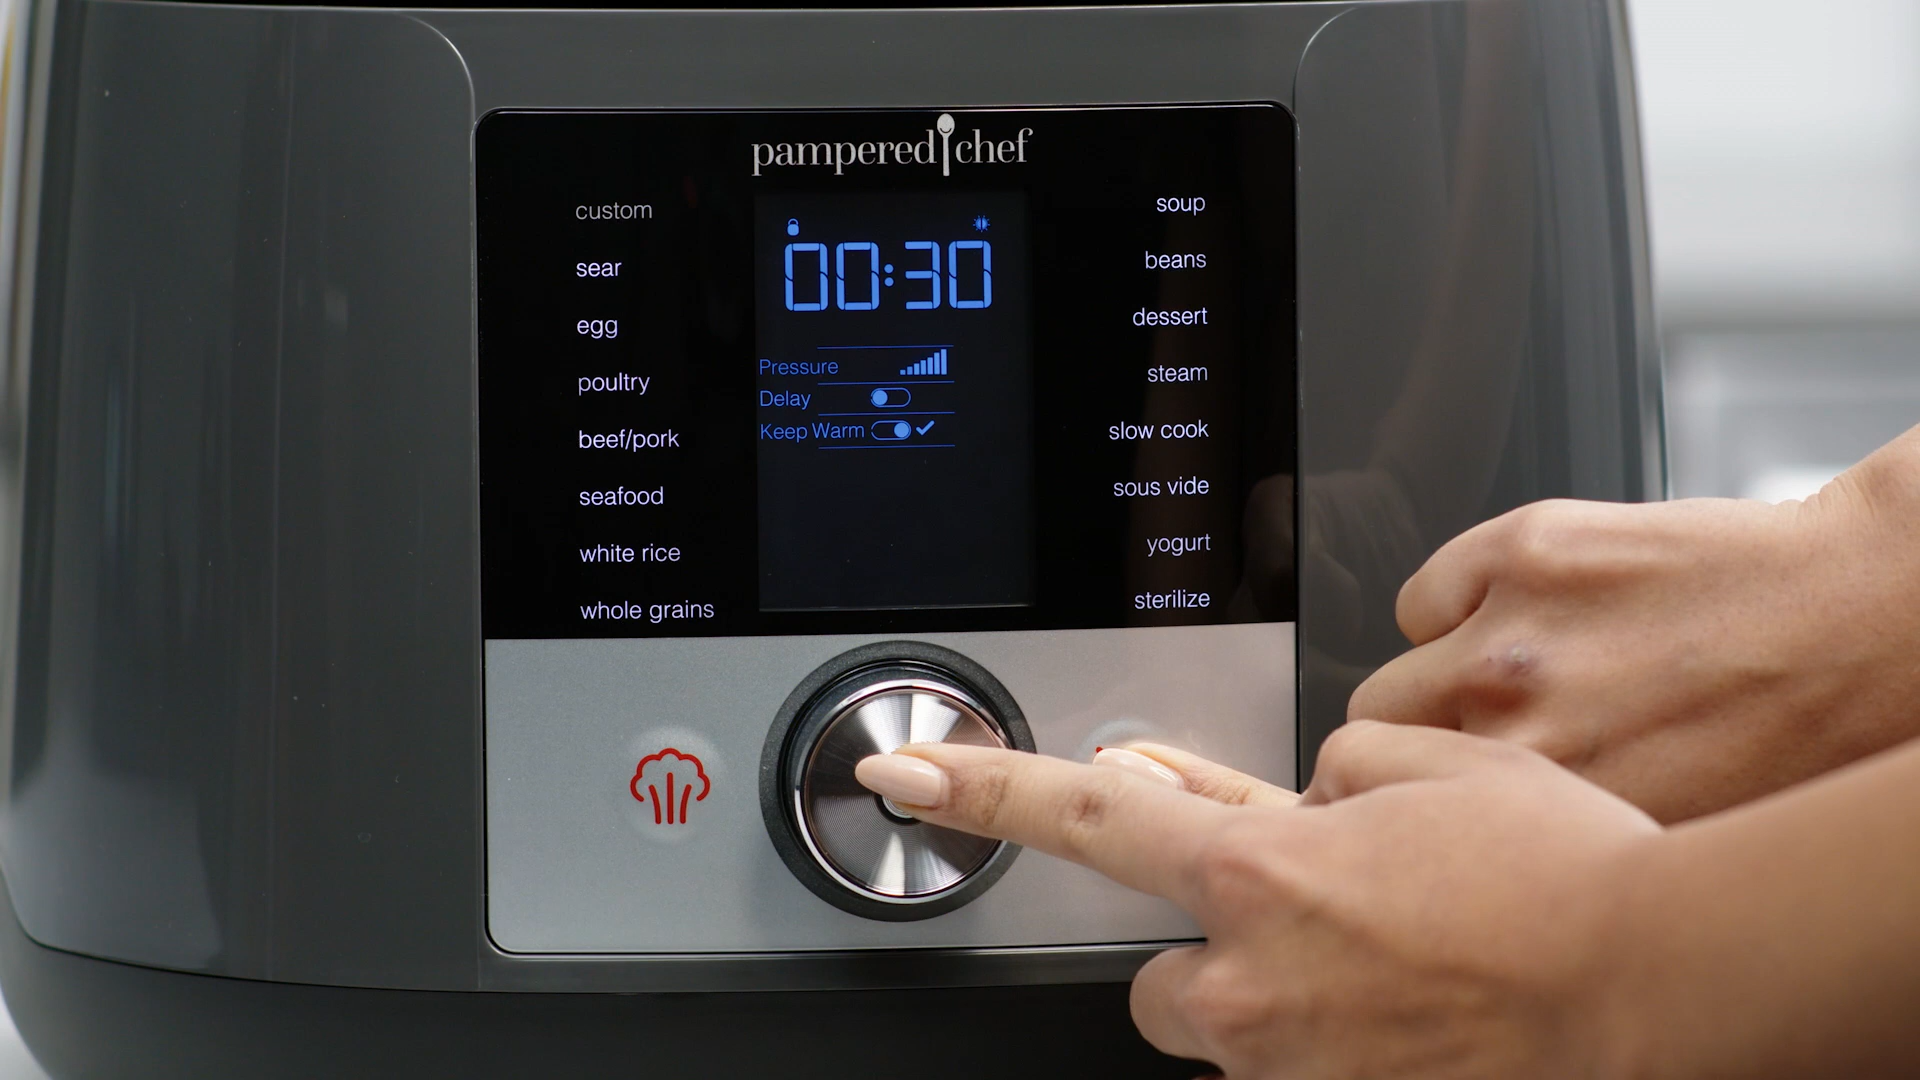 pampered chef
custom
sear
egg
poultry
beef/pork
seafood
white rice
whole grains
00:30
Pressure
Delay
Keep Warm
soup
beans
dessert
steam
slow cook
sous vide
yogurt
sterilize